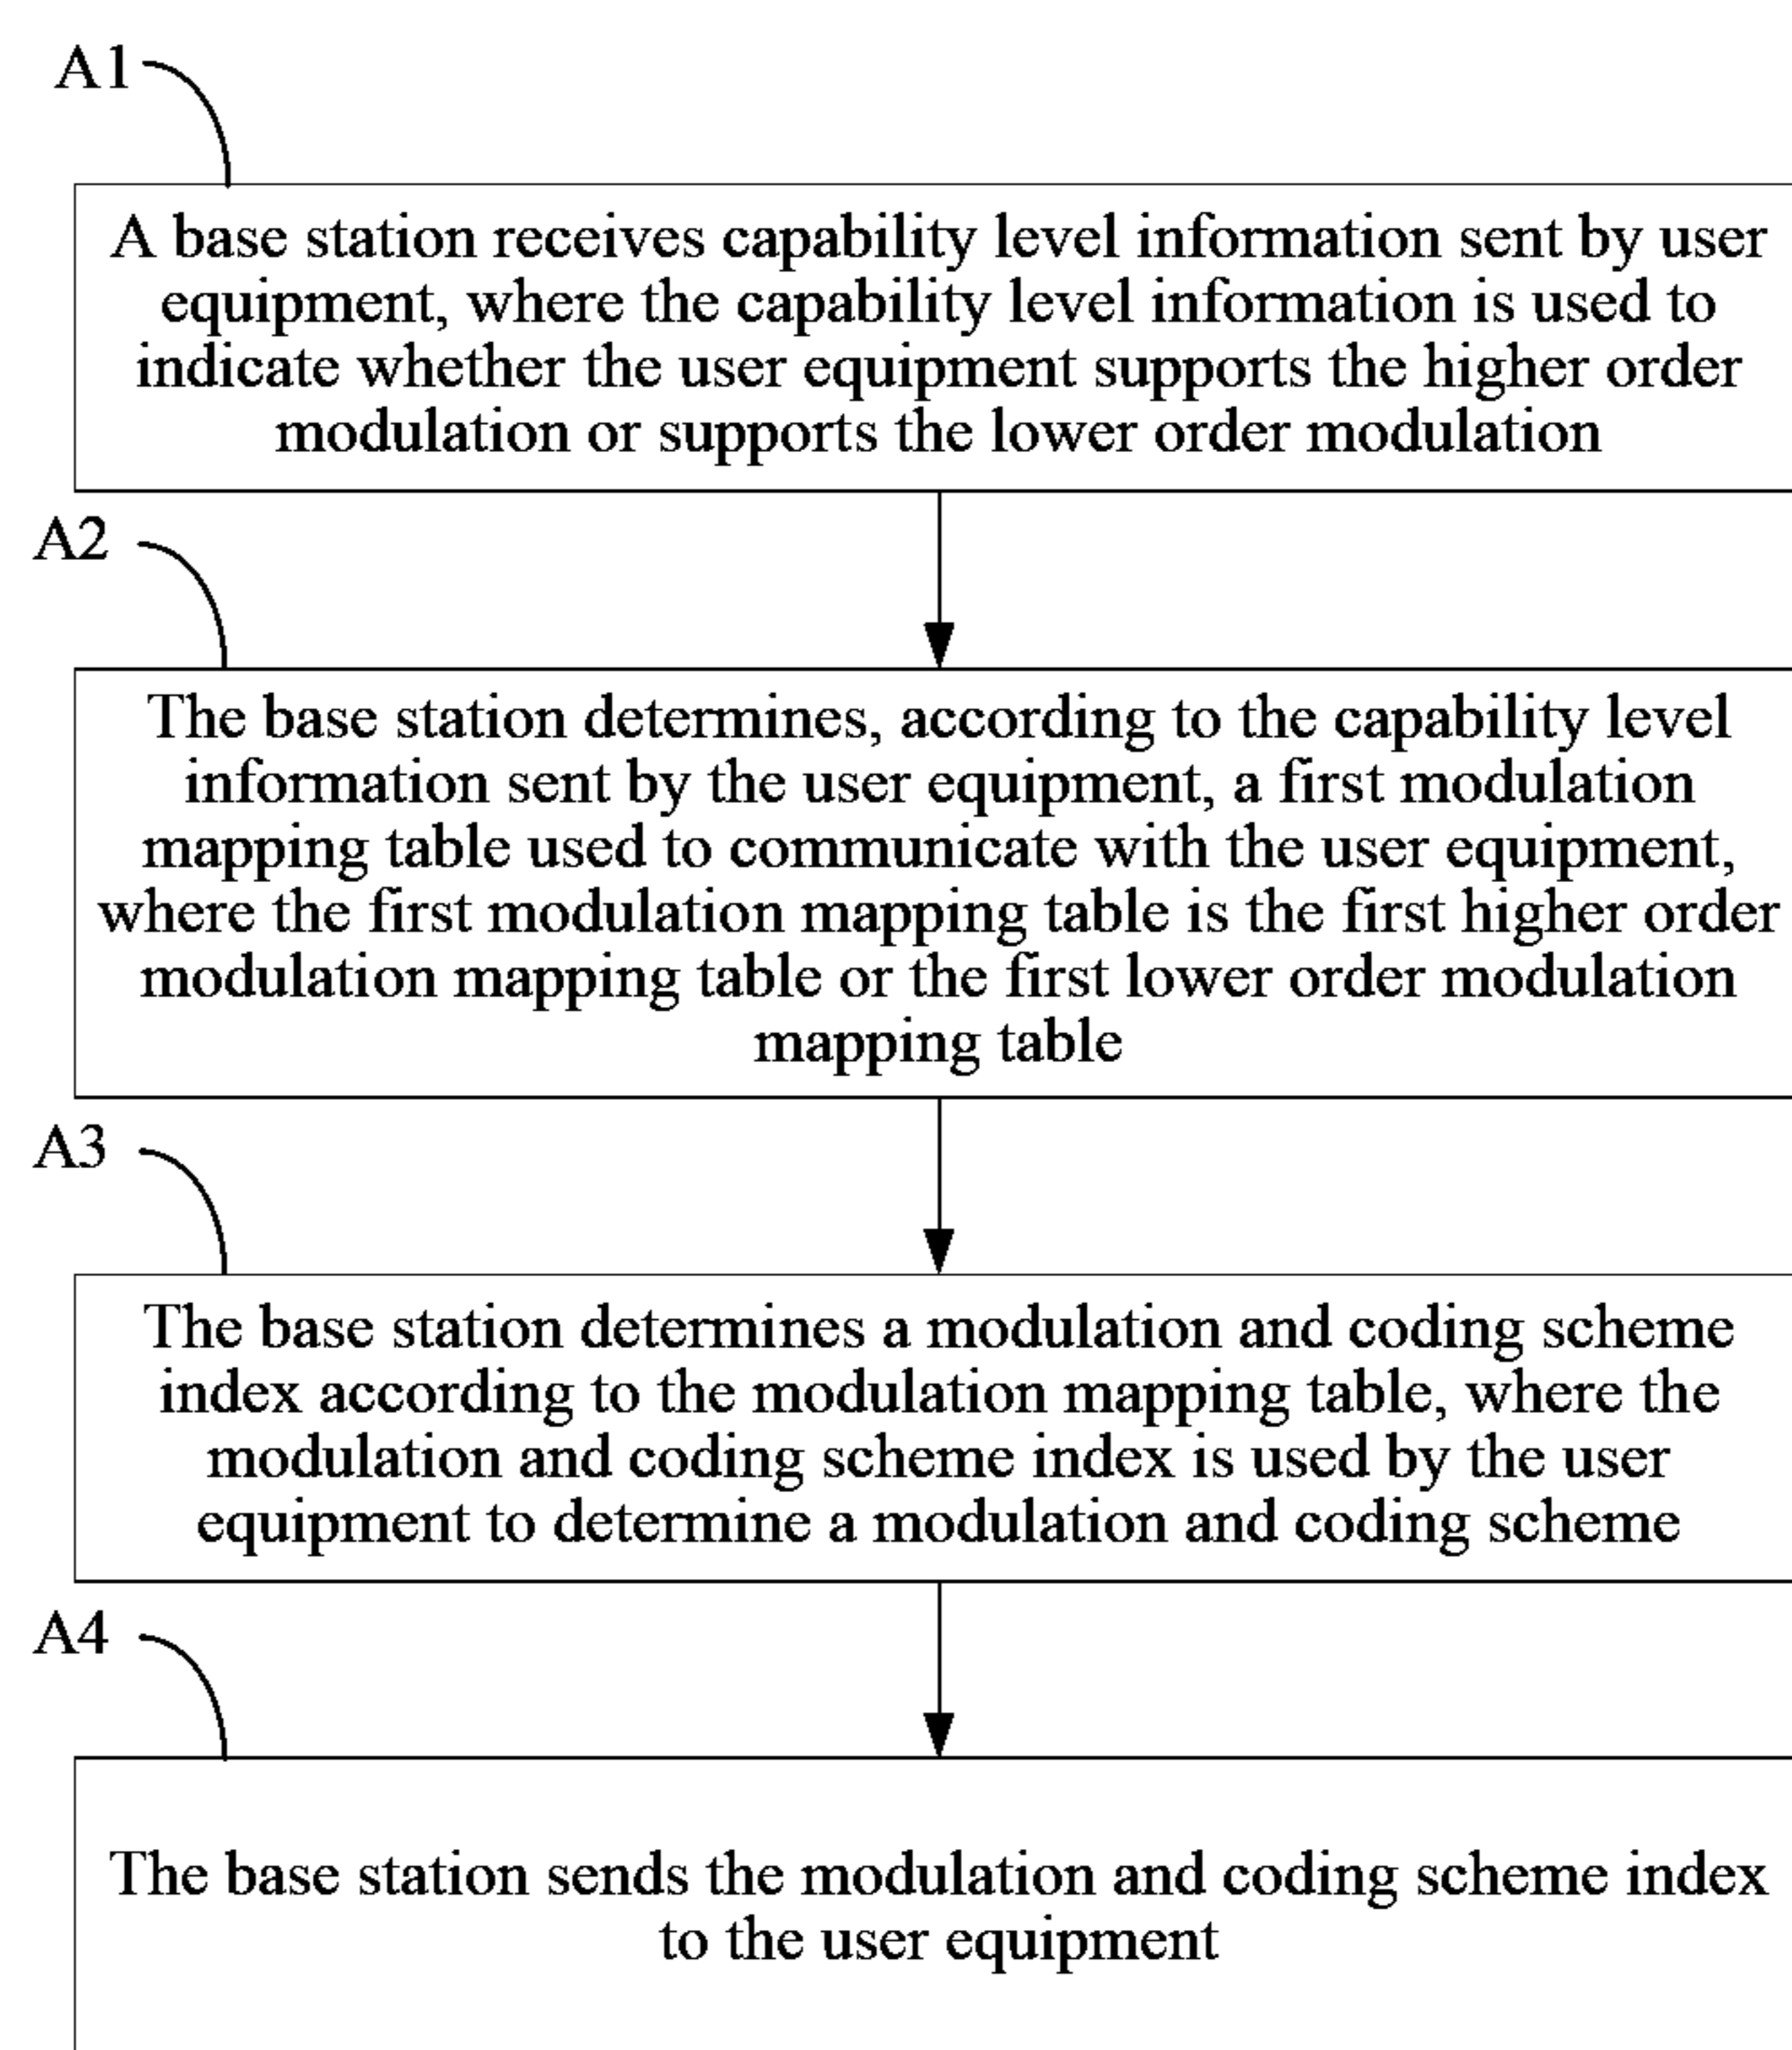 A1
A base station receives capability level information sent by user
equipment, where the capability level information is used to
indicate whether the user equipment supports the higher order
modulation or supports the lower order modulation
A2
The base station determines, according to the capability level
information sent by the user equipment, a first modulation
mapping table used to communicate with the user equipment,
where the first modulation mapping table is the first higher order
modulation mapping table or the first lower order modulation
mapping table
A3
The base station determines a modulation and coding scheme
index according to the modulation mapping table, where the
modulation and coding scheme index is used by the user
equipment to determine a modulation and coding scheme
A4
The base station sends the modulation and coding scheme index
to the user equipment